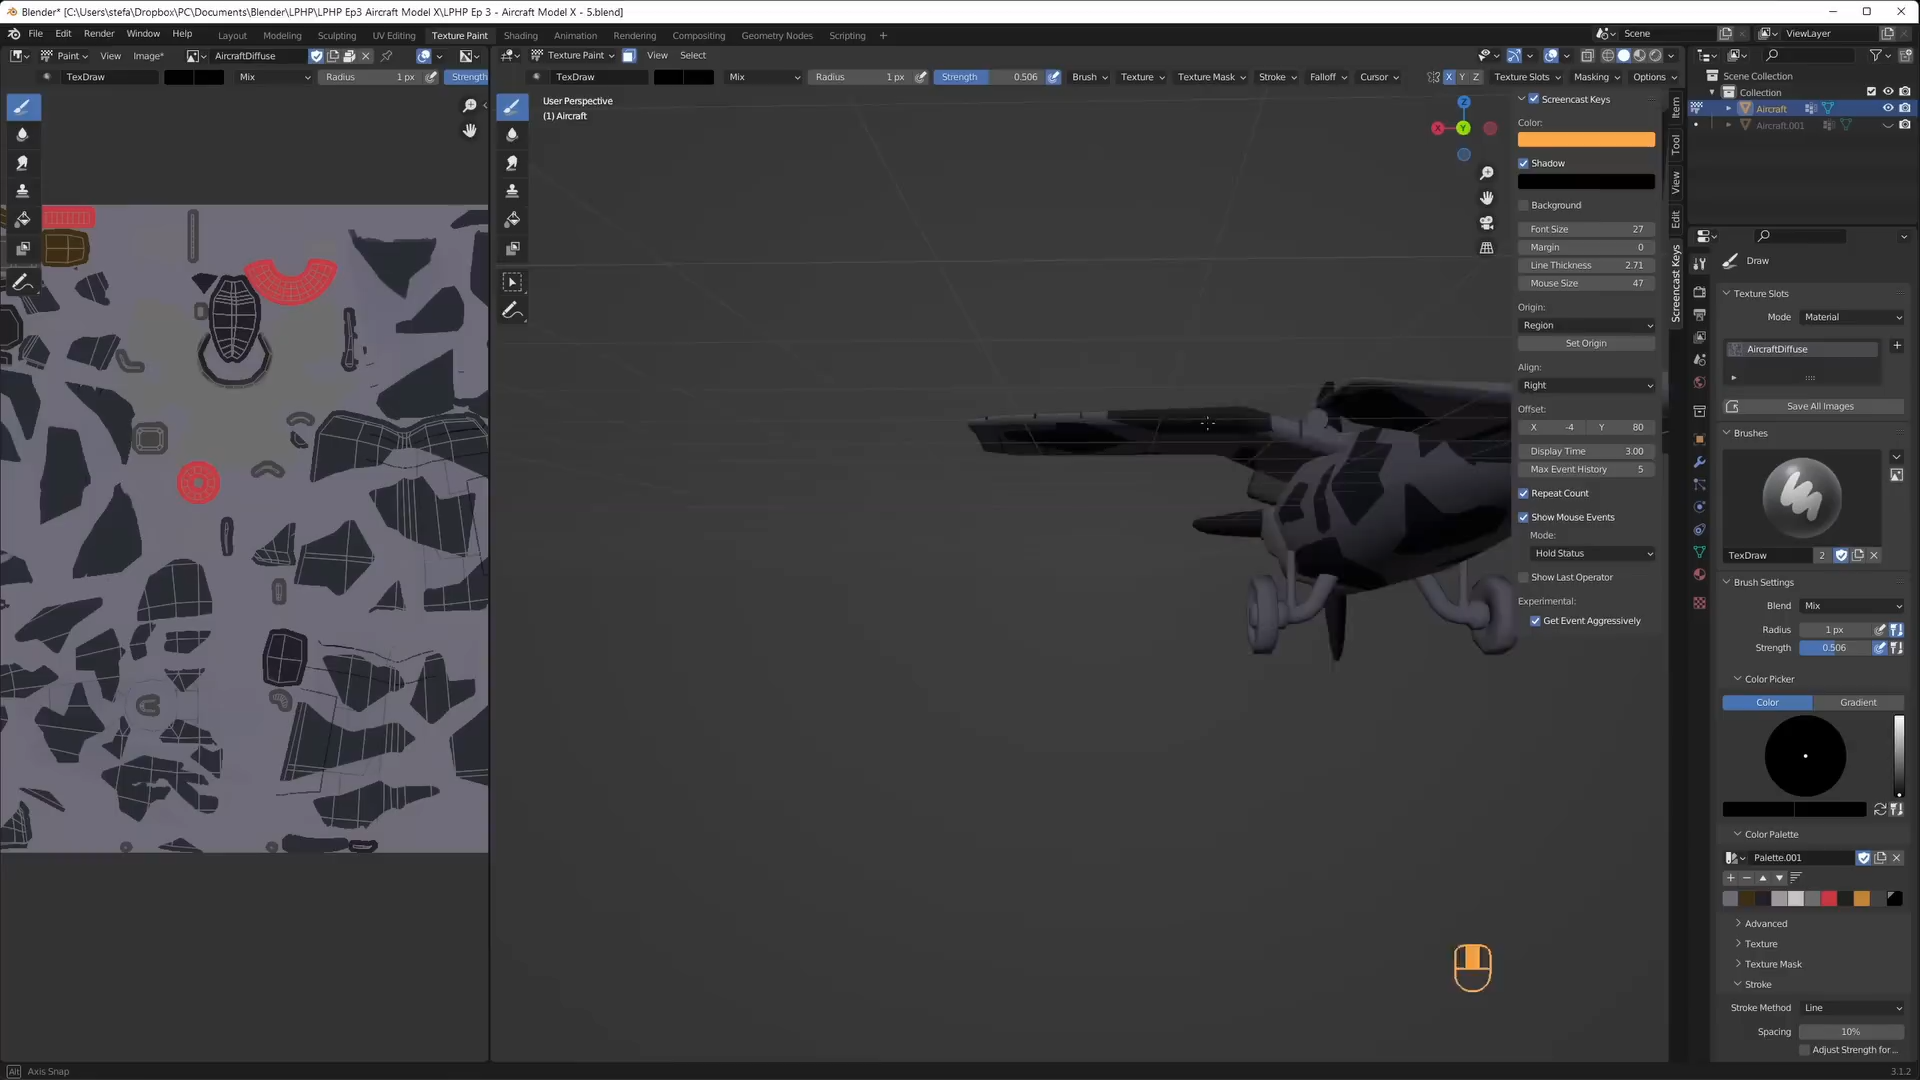 Blender* [C:\Users\stefa\Dropbox\PC\Documents\Blender\LPHP\LPHP Ep3 Aircraft Model X\LPHP Ep 3 - Aircraft Model X - 5.blend]
File Edit Render Window Help Layout Modeling Sculpting UV Editing Texture Paint Shading Animation Rendering Compositing Geometry Nodes Scripting + Scene ViewLayer
Paint View Image* AircraftDiffuse Texture Paint View Select
TexDraw Mix Radius 1 px Strength TexDraw Mix Radius 1 px Strength 0.506 Brush Texture Texture Mask Stroke Falloff Cursor X Y Z Texture Slots Masking Options
User Perspective
(1) Aircraft
Z
X
Y
Screencast Keys
Color:
Shadow
Background
Font Size 27
Margin 0
Line Thickness 2.71
Mouse Size 47
Origin:
Region
Set Origin
Align:
Right
Offset:
X -4 Y 80
Display Time 3.00
Max Event History 5
Repeat Count
Show Mouse Events
Mode:
Hold Status
Show Last Operator
Experimental:
Get Event Aggressively
Item
Tool
View
Edit
Screencast Keys
Scene Collection
Collection
Aircraft
Aircraft.001
Draw
Texture Slots
Mode Material
AircraftDiffuse
Save All Images
Brushes
TexDraw 2
Brush Settings
Blend Mix
Radius 1 px
Strength 0.506
Color Picker
Color Gradient
Color Palette
Palette.001
Advanced
Texture
Texture Mask
Stroke
Stroke Method Line
Spacing 10%
Adjust Strength for ...
Alt Axis Snap
3.1.2